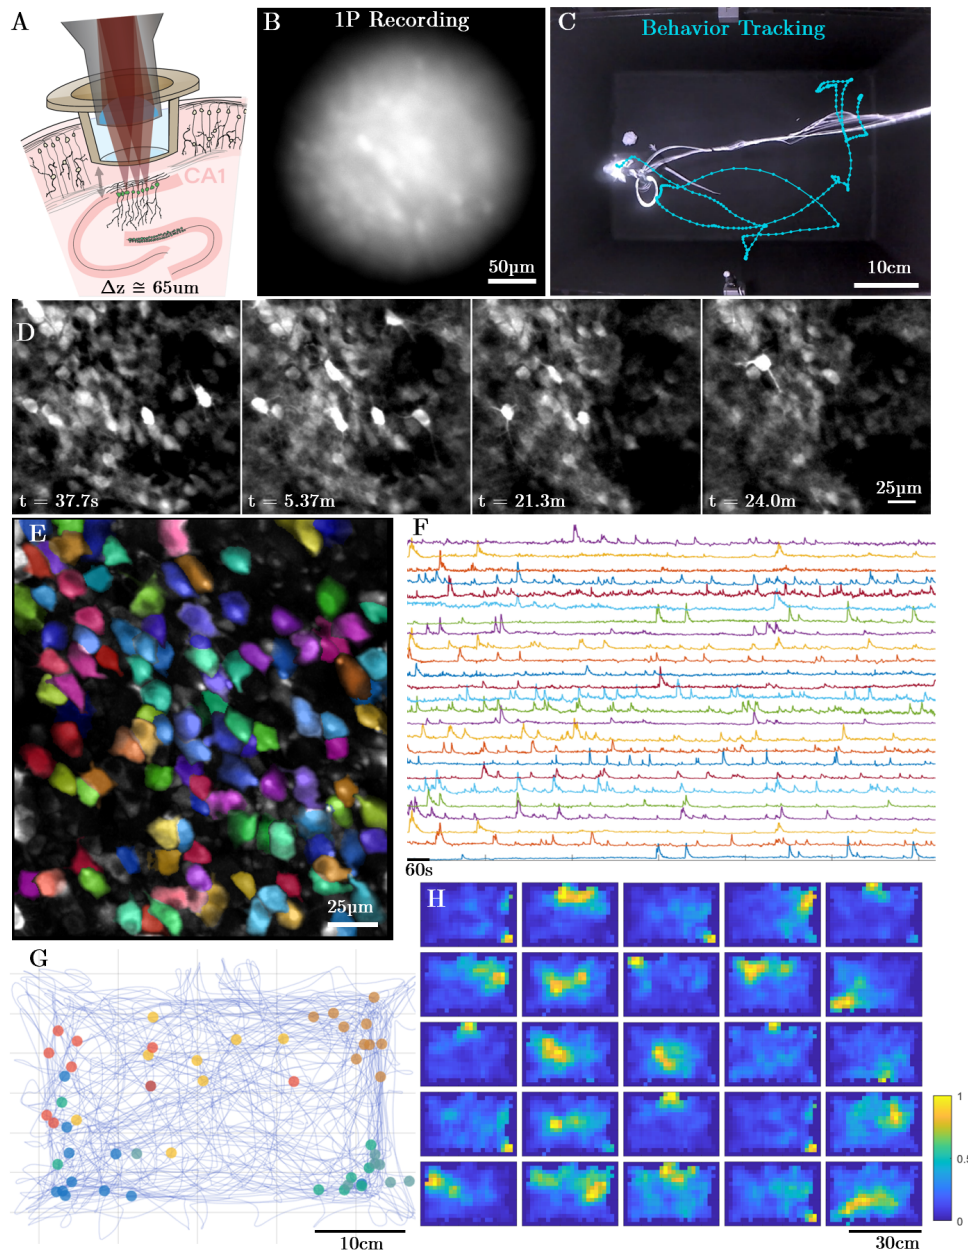 A
CA1
Δz ≅ 65um
B
1P Recording
50μm
C
Behavior Tracking
10cm
D
t = 37.7s
t = 5.37m
t = 21.3m
t = 24.0m
25μm
E
25μm
F
60s
G
10cm
H
1
0.5
0
30cm